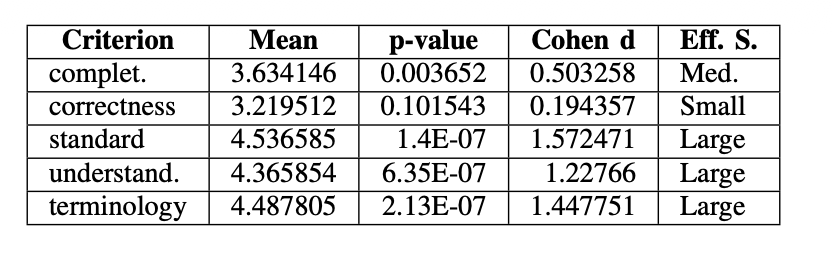 Criterion Mean p-value Cohen d Eff. S.
complet. 3.634146 0.003652 0.503258 Med.
correctness 3.219512 0.101543 0.194357 Small
standard 4.536585 1.4E-07 1.572471 Large
understand. 4.365854 6.35E-07 1.22766 Large
terminology 4.487805 2.13E-07 1.447751 Large